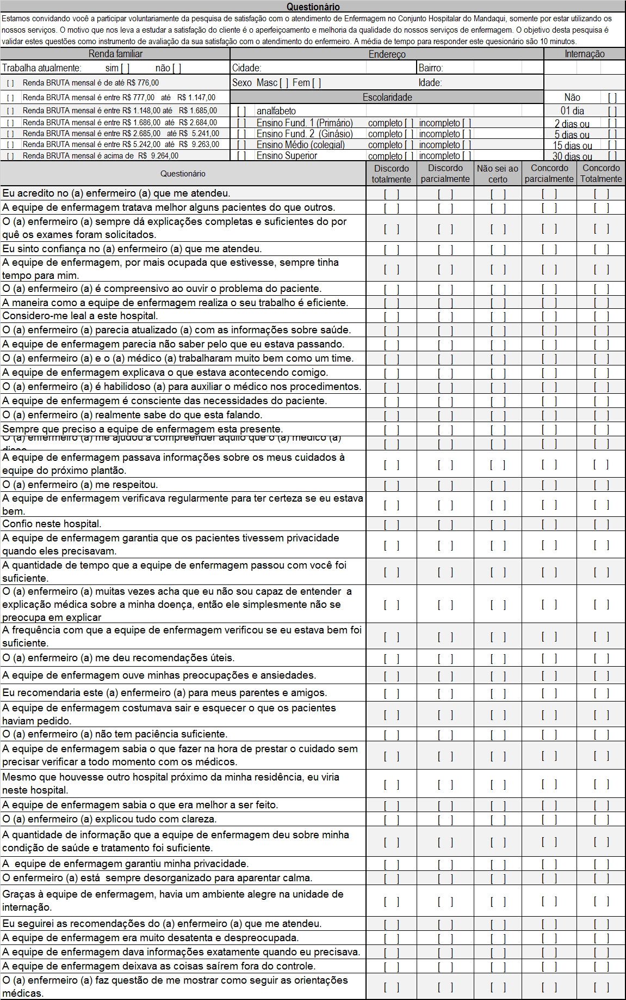 Questionário
Estamos convidando você a participar voluntariamente da pesquisa de satisfação com o atendimento de Enfermagem no Conjunto Hospitalar do Mandaqui, somente por estar utilizando os
nossos serviços. O motivo que nos leva a estudar a satisfação do cliente é o aperfeiçoamento e melhoria da qualidade do nossos serviços de enfermagem. O objetivo desta pesquisa é
validar estes questões como instrumento de avaliação da sua satisfação com o atendimento do enfermeiro. A média de tempo para responder este quesionário são 10 minutos.
Renda familiar Endereço Internação
Trabalha atualmente: sim [ ] não [ ] Cidade: Bairro:
[ ] Renda BRUTA mensal é de até R$ 776,00 Sexo Masc [ ] Fem [ ] Idade:
[ ] Renda BRUTA mensal é entre R$ 777,00 até R$ 1.147,00 Escolaridade Não [ ]
[ ] Renda BRUTA mensal é entre R$ 1.148,00 até R$ 1.685,00 [ ] analfabeto 01 dia [ ]
[ ] Renda BRUTA mensal é entre R$ 1.686,00 até R$ 2.684,00 [ ] Ensino Fund. 1 (Primário) completo [ ] incompleto [ ] 2 dias ou [ ]
[ ] Renda BRUTA mensal é entre R$ 2.685,00 até R$ 5.241,00 [ ] Ensino Fund. 2 (Ginásio) completo [ ] incompleto [ ] 5 dias ou [ ]
[ ] Renda BRUTA mensal é entre R$ 5.242,00 até R$ 9.263,00 [ ] Ensino Médio (colegial) completo [ ] incompleto [ ] 15 dias ou [ ]
[ ] Renda BRUTA mensal é acima de R$ 9.264,00 [ ] Ensino Superior completo [ ] incompleto [ ] 30 dias ou [ ]
Questionário Discordo totalmente Discordo parcialmente Não sei ao certo Concordo parcialmente Concordo Totalmente
Eu acredito no (a) enfermeiro (a) que me atendeu. [ ] [ ] [ ] [ ] [ ]
A equipe de enfermagem tratava melhor alguns pacientes do que outros. [ ] [ ] [ ] [ ] [ ]
O (a) enfermeiro (a) sempre dá explicações completas e suficientes do por
quê os exames foram solicitados. [ ] [ ] [ ] [ ] [ ]
Eu sinto confiança no (a) enfermeiro (a) que me atendeu. [ ] [ ] [ ] [ ] [ ]
A equipe de enfermagem, por mais ocupada que estivesse, sempre tinha
tempo para mim. [ ] [ ] [ ] [ ] [ ]
O (a) enfermeiro (a) é compreensivo ao ouvir o problema do paciente. [ ] [ ] [ ] [ ] [ ]
A maneira como a equipe de enfermagem realiza o seu trabalho é eficiente. [ ] [ ] [ ] [ ] [ ]
Considero-me leal a este hospital. [ ] [ ] [ ] [ ] [ ]
O (a) enfermeiro (a) parecia atualizado (a) com as informações sobre saúde. [ ] [ ] [ ] [ ] [ ]
A equipe de enfermagem parecia não saber pelo que eu estava passando. [ ] [ ] [ ] [ ] [ ]
O (a) enfermeiro (a) e o (a) médico (a) trabalharam muito bem como um time. [ ] [ ] [ ] [ ] [ ]
A equipe de enfermagem explicava o que estava acontecendo comigo. [ ] [ ] [ ] [ ] [ ]
O (a) enfermeiro (a) é habilidoso (a) para auxiliar o médico nos procedimentos. [ ] [ ] [ ] [ ] [ ]
A equipe de enfermagem é consciente das necessidades do paciente. [ ] [ ] [ ] [ ] [ ]
O (a) enfermeiro (a) realmente sabe do que esta falando. [ ] [ ] [ ] [ ] [ ]
Sempre que preciso a equipe de enfermagem esta presente. [ ] [ ] [ ] [ ] [ ]
O (a) enfermeiro (a) me ajudou a compreender aquilo que o (a) médico (a)
[ ] [ ] [ ] [ ] [ ]
A equipe de enfermagem passava informações sobre os meus cuidados à
equipe do próximo plantão. [ ] [ ] [ ] [ ] [ ]
O (a) enfermeiro (a) me respeitou. [ ] [ ] [ ] [ ] [ ]
A equipe de enfermagem verificava regularmente para ter certeza se eu estava
bem. [ ] [ ] [ ] [ ] [ ]
Confio neste hospital. [ ] [ ] [ ] [ ] [ ]
A equipe de enfermagem garantia que os pacientes tivessem privacidade
quando eles precisavam. [ ] [ ] [ ] [ ] [ ]
A quantidade de tempo que a equipe de enfermagem passou com você foi
suficiente. [ ] [ ] [ ] [ ] [ ]
O (a) enfermeiro (a) muitas vezes acha que eu não sou capaz de entender a
explicação médica sobre a minha doença, então ele simplesmente não se
preocupa em explicar [ ] [ ] [ ] [ ] [ ]
A frequência com que a equipe de enfermagem verificou se eu estava bem foi
suficiente. [ ] [ ] [ ] [ ] [ ]
O (a) enfermeiro (a) me deu recomendações úteis. [ ] [ ] [ ] [ ] [ ]
A equipe de enfermagem ouve minhas preocupações e ansiedades. [ ] [ ] [ ] [ ] [ ]
Eu recomendaria este (a) enfermeiro (a) para meus parentes e amigos. [ ] [ ] [ ] [ ] [ ]
A equipe de enfermagem costumava sair e esquecer o que os pacientes
haviam pedido. [ ] [ ] [ ] [ ] [ ]
O (a) enfermeiro (a) não tem paciência suficiente. [ ] [ ] [ ] [ ] [ ]
A equipe de enfermagem sabia o que fazer na hora de prestar o cuidado sem
precisar verificar a todo momento com os médicos. [ ] [ ] [ ] [ ] [ ]
Mesmo que houvesse outro hospital próximo da minha residência, eu viria
neste hospital. [ ] [ ] [ ] [ ] [ ]
A equipe de enfermagem sabia o que era melhor a ser feito. [ ] [ ] [ ] [ ] [ ]
O (a) enfermeiro (a) explicou tudo com clareza. [ ] [ ] [ ] [ ] [ ]
A quantidade de informação que a equipe de enfermagem deu sobre minha
condição de saúde e tratamento foi suficiente. [ ] [ ] [ ] [ ] [ ]
A equipe de enfermagem garantiu minha privacidade. [ ] [ ] [ ] [ ] [ ]
O enfermeiro (a) está sempre desorganizado para aparentar calma. [ ] [ ] [ ] [ ] [ ]
Graças à equipe de enfermagem, havia um ambiente alegre na unidade de
internação. [ ] [ ] [ ] [ ] [ ]
Eu seguirei as recomendações do (a) enfermeiro (a) que me atendeu. [ ] [ ] [ ] [ ] [ ]
A equipe de enfermagem era muito desatenta e despreocupada. [ ] [ ] [ ] [ ] [ ]
A equipe de enfermagem dava informações exatamente quando eu precisava. [ ] [ ] [ ] [ ] [ ]
A equipe de enfermagem deixava as coisas saírem fora do controle. [ ] [ ] [ ] [ ] [ ]
O (a) enfermeiro (a) faz questão de me mostrar como seguir as orientações
médicas. [ ] [ ] [ ] [ ] [ ]